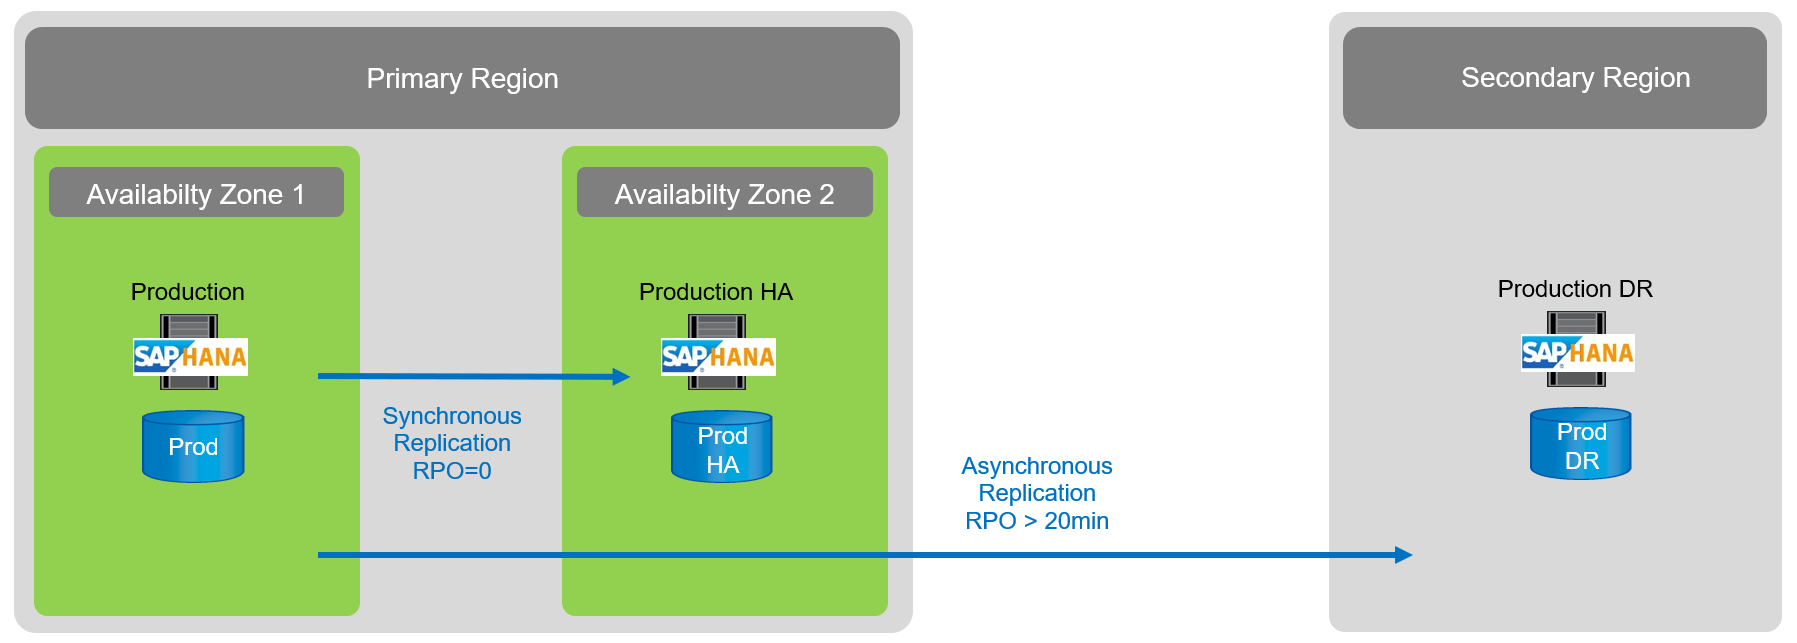 Primary Region
Secondary Region
Availabilty Zone 1
Availabilty Zone 2
Production
SAP HANA
Prod
Synchronous
Replication
RPO=0
Production HA
SAP HANA
Prod
HA
Asynchronous
Replication
RPO > 20min
Production DR
SAP HANA
Prod
DR